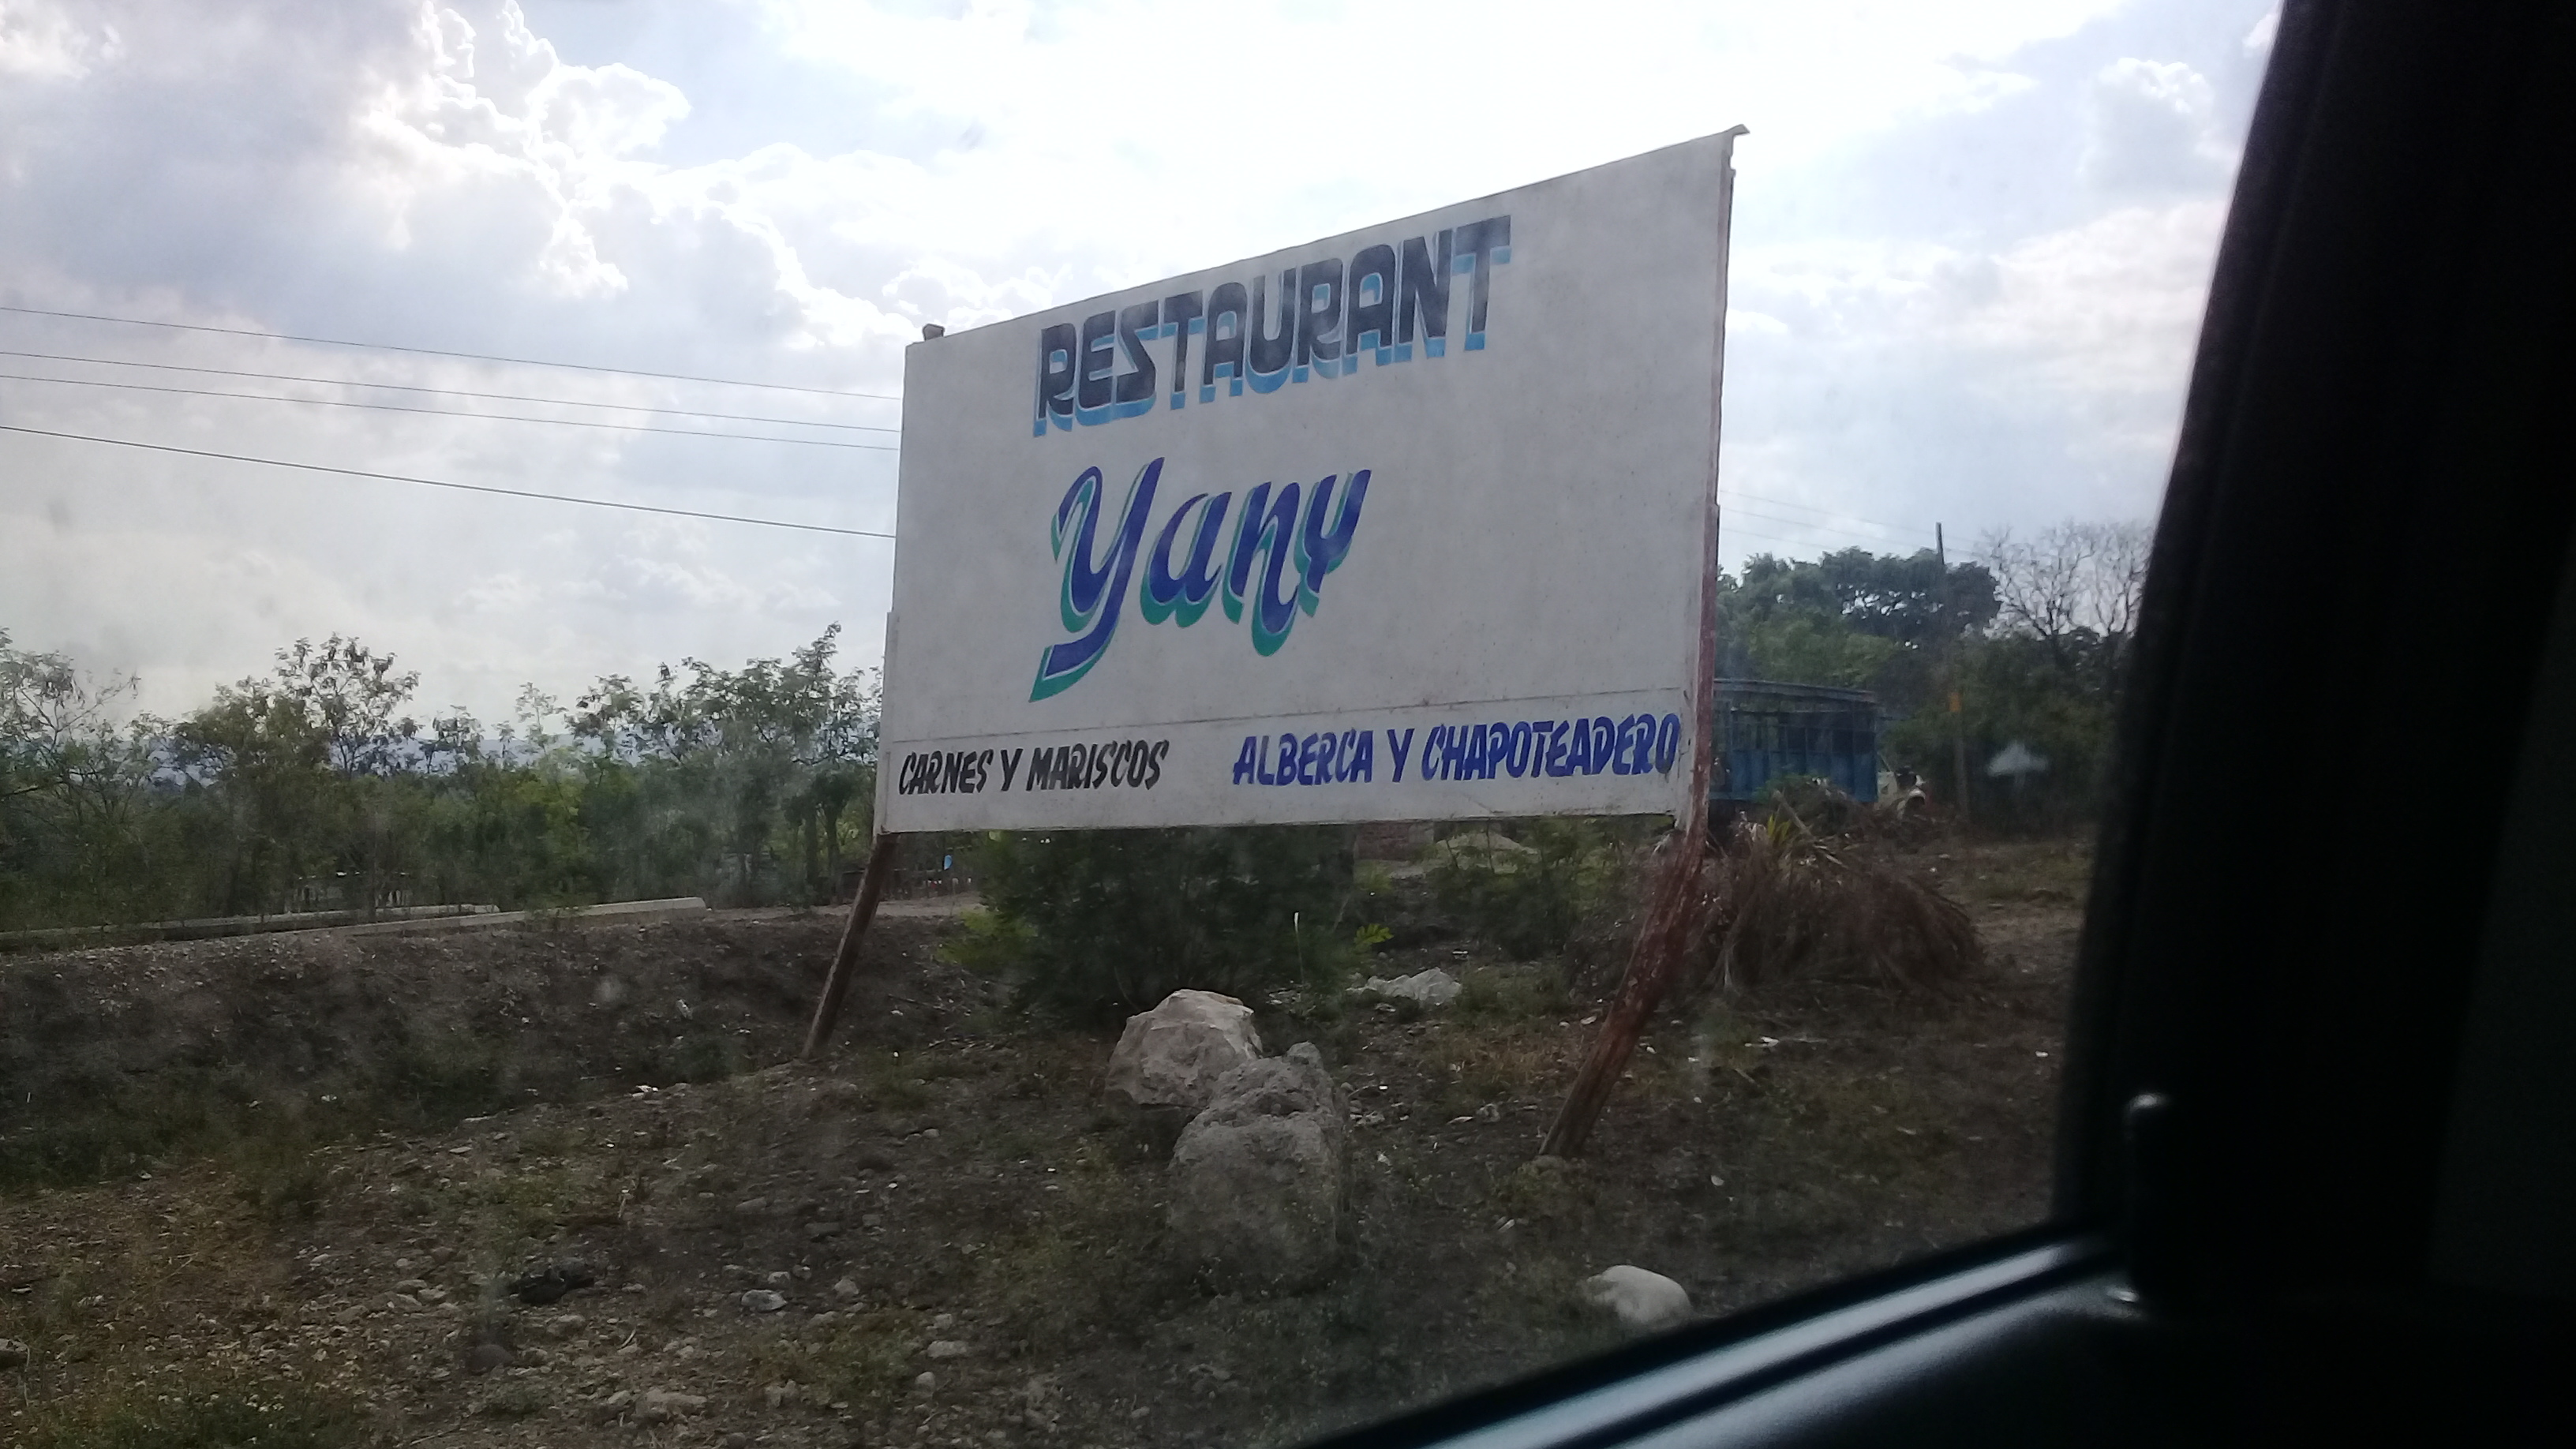 RESTAURANT
Yany
CARNES Y MARISCOS ALBERCA Y CHAPOTEADERO